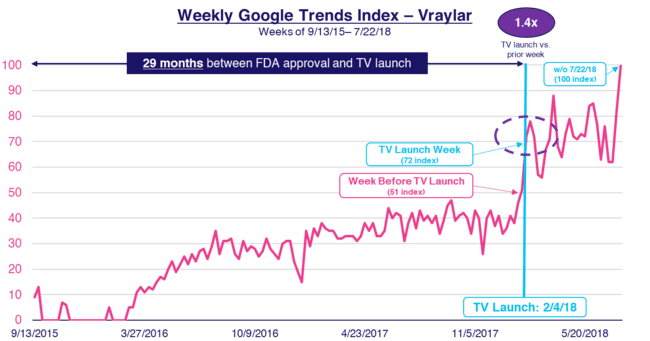 Weekly Google Trends Index – Vraylar
Weeks of 9/13/15– 7/22/18
1.4x
TV launch vs.
prior week
29 months between FDA approval and TV launch
w/o 7/22/18
(100 index)
TV Launch Week
(72 index)
Week Before TV Launch
(51 index)
TV Launch: 2/4/18
100
90
80
70
60
50
40
30
20
10
0
9/13/2015 3/27/2016 10/9/2016 4/23/2017 11/5/2017 5/20/2018